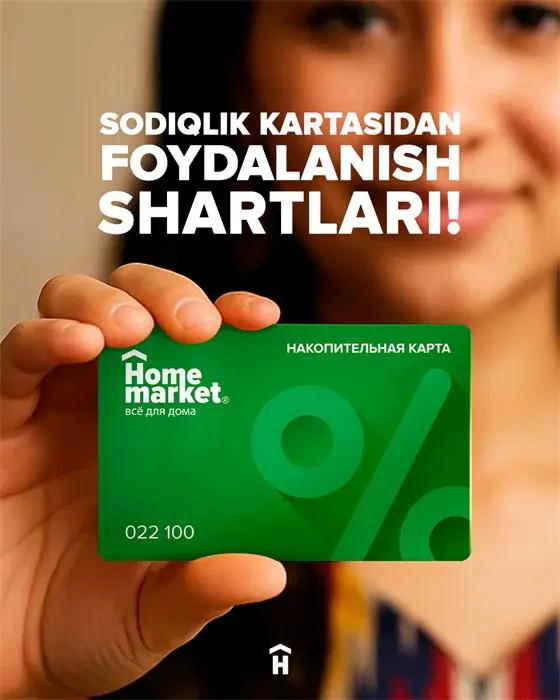 SODIQLIK KARTASIDAN
FOYDALANISH
SHARTLARI!
НАКОПИТЕЛЬНАЯ КАРТА
Home
market®
всё для дома
%
022 100
H